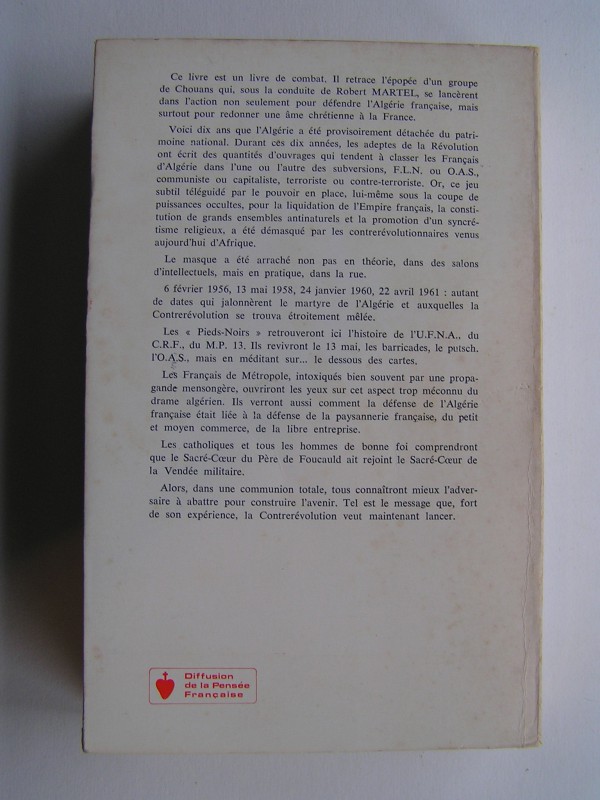 Ce livre est un livre de combat. Il retrace l'épopée d'un groupe
de Chouans qui, sous la conduite de Robert MARTEL, se lancèrent
dans l'action non seulement pour défendre l'Algérie française, mais
surtout pour redonner une âme chrétienne à la France.
Voici dix ans que l'Algérie a été provisoirement détachée du patri-
moine national. Durant ces dix années, les adeptes de la Révolution
ont écrit des quantités d'ouvrages qui tendent à classer les Français
d'Algérie dans l'une ou l'autre des subversions, F.L.N. ou O.A.S.,
communiste ou capitaliste, terroriste ou contre-terroriste. Or, ce jeu
subtil téléguidé par le pouvoir en place, lui-même sous la coupe de
puissances occultes, pour la liquidation de l'Empire français, la consti-
tution de grands ensembles antinaturels et la promotion d'un syncré-
tisme religieux, a été démasqué par les contrerévolutionnaires venus
aujourd'hui d'Afrique.
Le masque a été arraché non pas en théorie, dans des salons
d'intellectuels, mais en pratique, dans la rue.
6 février 1956, 13 mai 1958, 24 janvier 1960, 22 avril 1961 : autant
de dates qui jalonnèrent le martyre de l'Algérie et auxquelles la
Contrerévolution se trouva étroitement mêlée.
Les « Pieds-Noirs » retrouveront ici l'histoire de l'U.F.N.A., du
C.R.F., du M.P. 13. Ils revivront le 13 mai, les barricades, le putsch.
l'O.A.S., mais en méditant sur... le dessous des cartes.
Les Français de Métropole, intoxiqués bien souvent par une propa-
gande mensongère, ouvriront les yeux sur cet aspect trop méconnu du
drame algérien. Ils verront aussi comment la défense de l'Algérie
française était liée à la défense de la paysannerie française, du petit
et moyen commerce, de la libre entreprise.
Les catholiques et tous les hommes de bonne foi comprendront
que le Sacré-Cœur du Père de Foucauld ait rejoint le Sacré-Cœur de
la Vendée militaire.
Alors, dans une communion totale, tous connaîtront mieux l'adver-
saire à abattre pour construire l'avenir. Tel est le message que, fort
de son expérience, la Contrerévolution veut maintenant lancer.
Diffusion
de la Pensée
Française